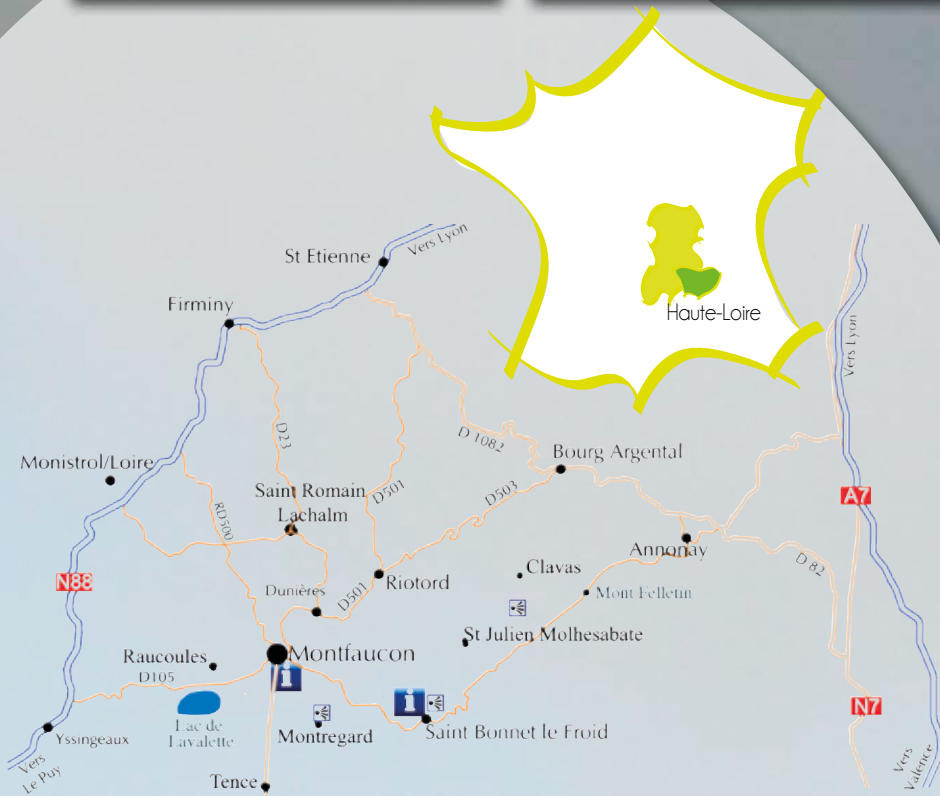 Haute-Loire
St Etienne
Vers Lyon
Firminy
Vers Lyon
D23
D 1082
Bourg Argental
Monistrol/Loire
D501
D503
Saint Romain
Lachalm
A7
RD500
Annonay
D 82
Clavas
Riotord
N88
Dunières
D501
Mont Felletin
St Julien Molhesabate
Montfaucon
Raucoules
D105
i
i
N7
Lac de
Lavalette
Montregard
Saint Bonnet le Froid
Yssingeaux
Vers
Le Puy
Tence
Vers
Valence